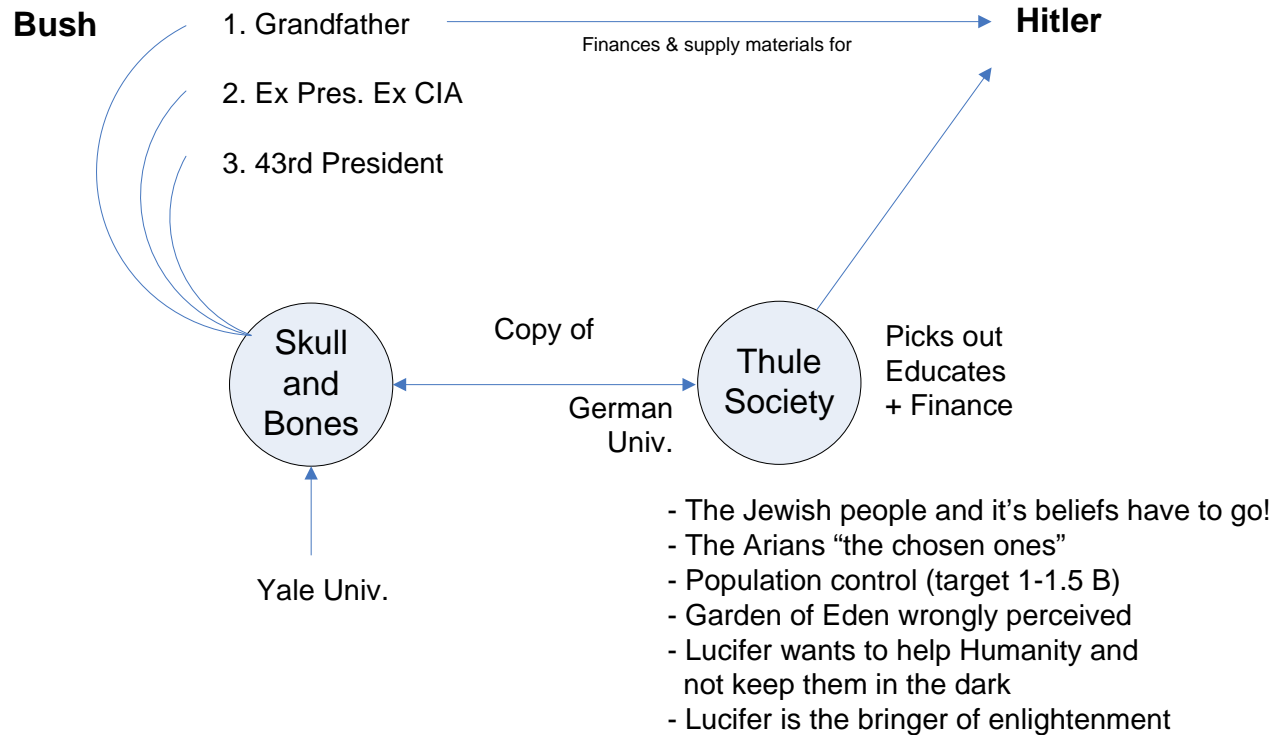 Bush
1. Grandfather
Finances & supply materials for
Hitler
2. Ex Pres. Ex CIA
3. 43rd President
Skull
and
Bones
Copy of
German
Univ.
Thule
Society
Picks out
Educates
+ Finance
Yale Univ.
- The Jewish people and it's beliefs have to go!
- The Arians “the chosen ones”
- Population control (target 1-1.5 B)
- Garden of Eden wrongly perceived
- Lucifer wants to help Humanity and
not keep them in the dark
- Lucifer is the bringer of enlightenment